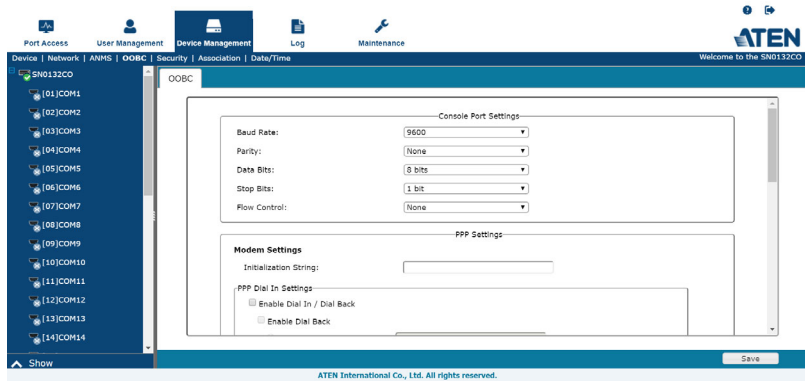 Port Access
User Management
Device Management
Log
Maintenance
ATEN
Device | Network | ANMS | OOBC | Security | Association | Date/Time
Welcome to the SN0132CO
SN0132CO
[01]COM1
[02]COM2
[03]COM3
[04]COM4
[05]COM5
[06]COM6
[07]COM7
[08]COM8
[09]COM9
[10]COM10
[11]COM11
[12]COM12
[13]COM13
[14]COM14
Show
OOBC
Console Port Settings
Baud Rate: 9600
Parity: None
Data Bits: 8 bits
Stop Bits: 1 bit
Flow Control: None
PPP Settings
Modem Settings
Initialization String:
PPP Dial In Settings
Enable Dial In / Dial Back
Enable Dial Back
Save
ATEN International Co., Ltd. All rights reserved.